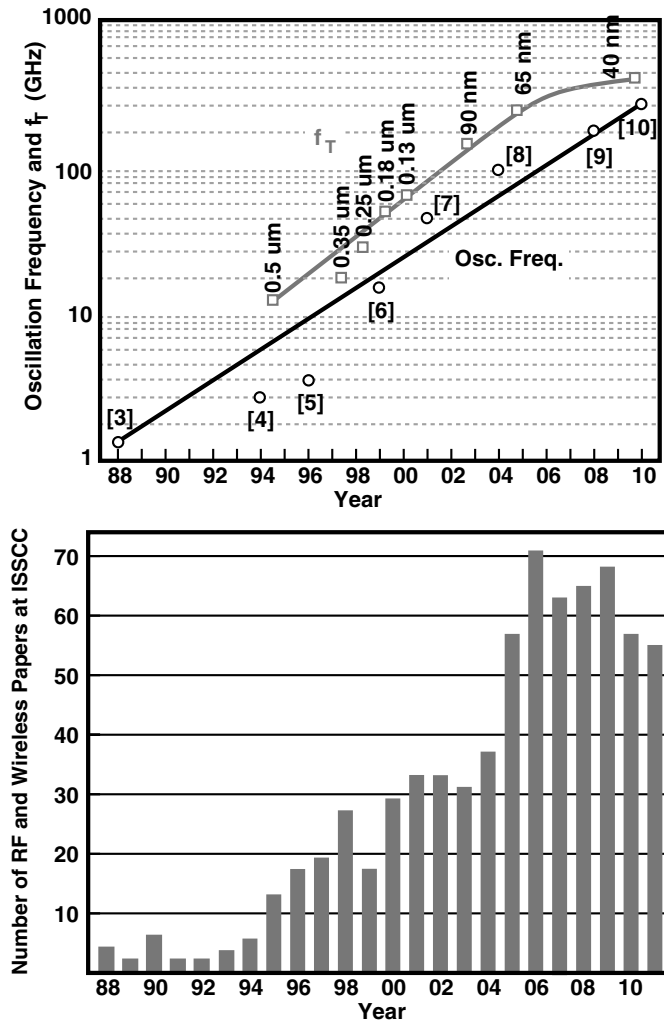 1000
100
10
1
Oscillation Frequency and fT (GHz)
fT
0.5 um
0.35 um
0.25 um
0.18 um
0.13 um
90 nm
65 nm
40 nm
[3]
[4]
[5]
[6]
[7]
[8]
[9]
[10]
Osc. Freq.
88 90 92 94 96 98 00 02 04 06 08 10
Year
Number of RF and Wireless Papers at ISSCC
70
60
50
40
30
20
10
88 90 92 94 96 98 00 02 04 06 08 10
Year